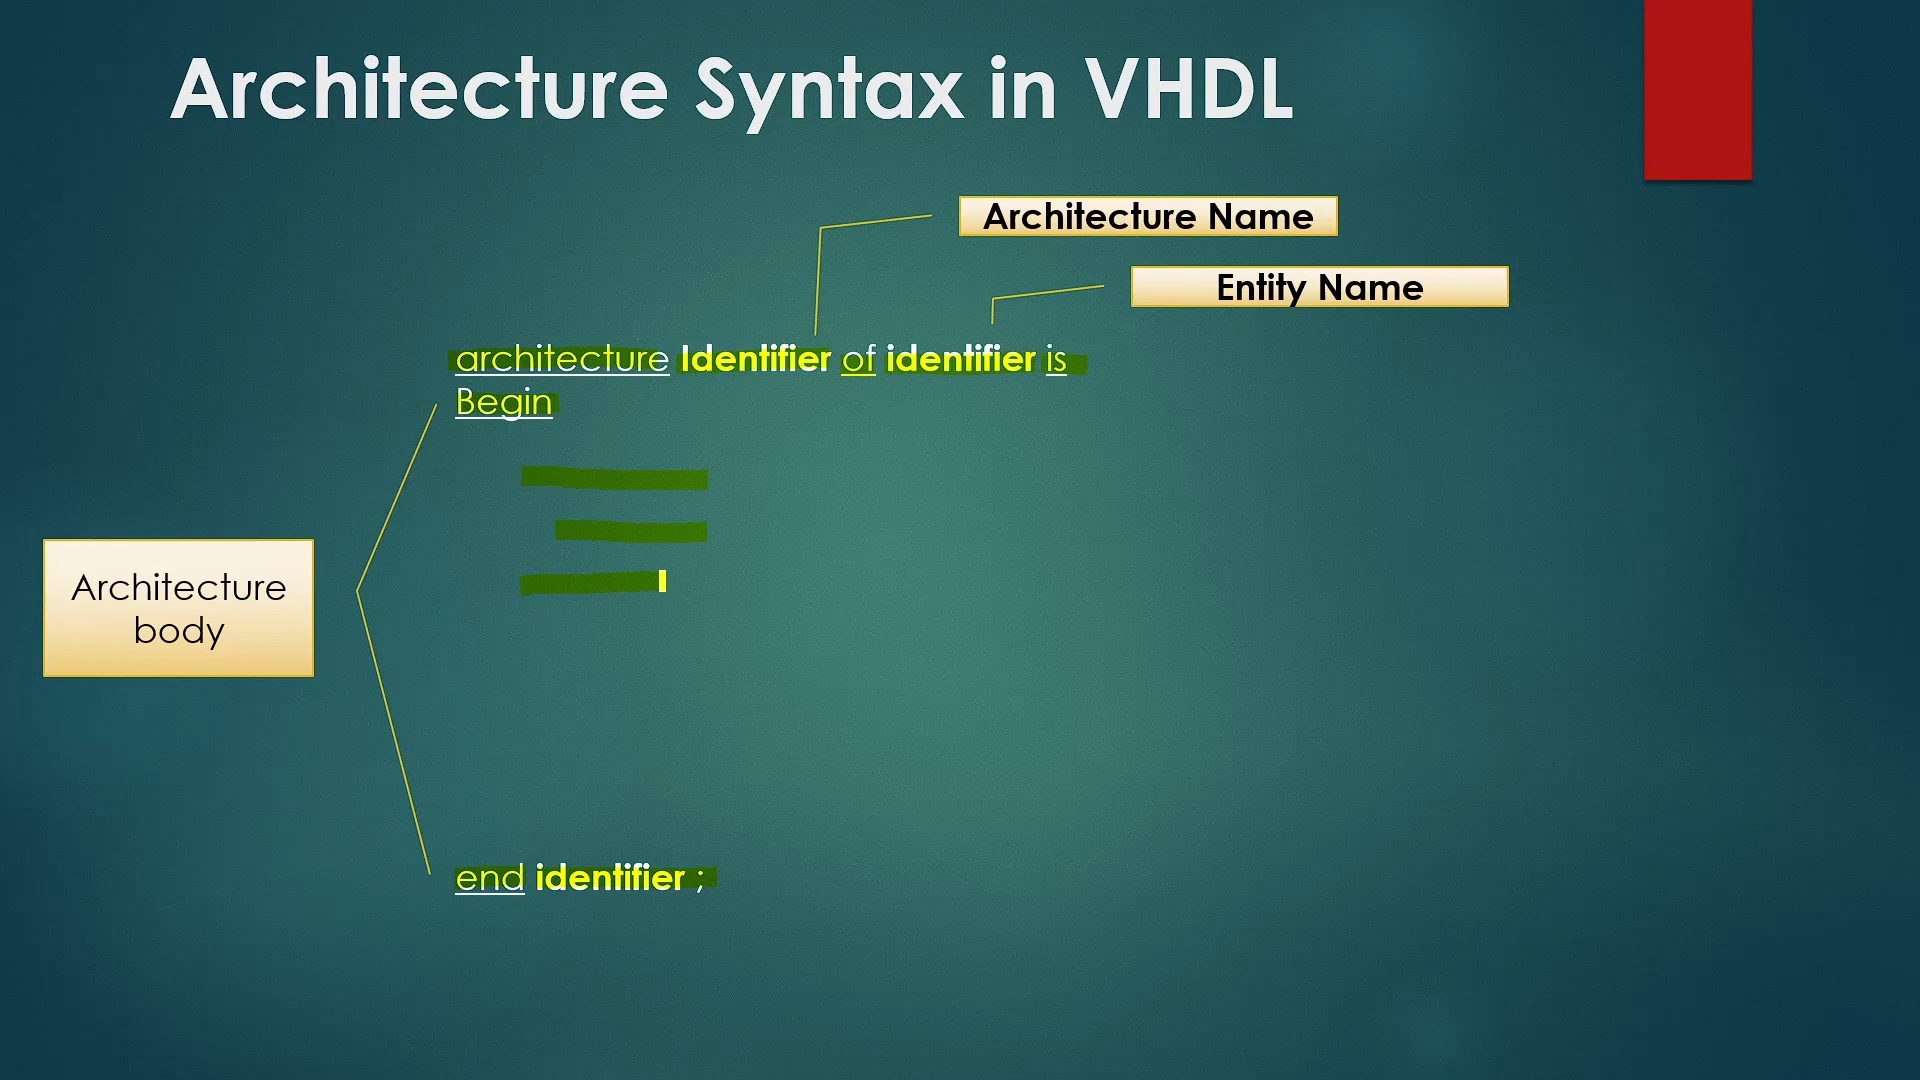 Architecture Syntax in VHDL
Architecture Name
Entity Name
architecture Identifier of identifier is
Begin
Architecture
body
end identifier ;